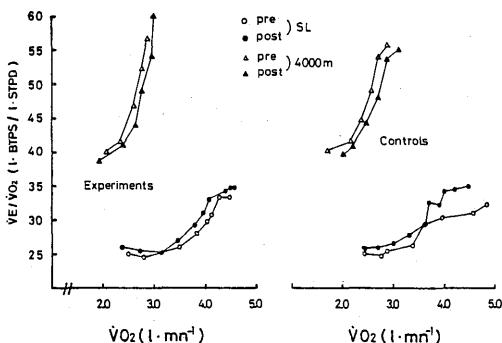 V̇E/V̇O₂ (l·BTPS / l·STPD)
60
55
50
45
40
35
30
25
Experiments
2.0 3.0 4.0 5.0
V̇O₂ (l·mn⁻¹)
pre
post
) SL
pre
post
) 4000m
Controls
2.0 3.0 4.0 5.0
V̇O₂ (l·mn⁻¹)